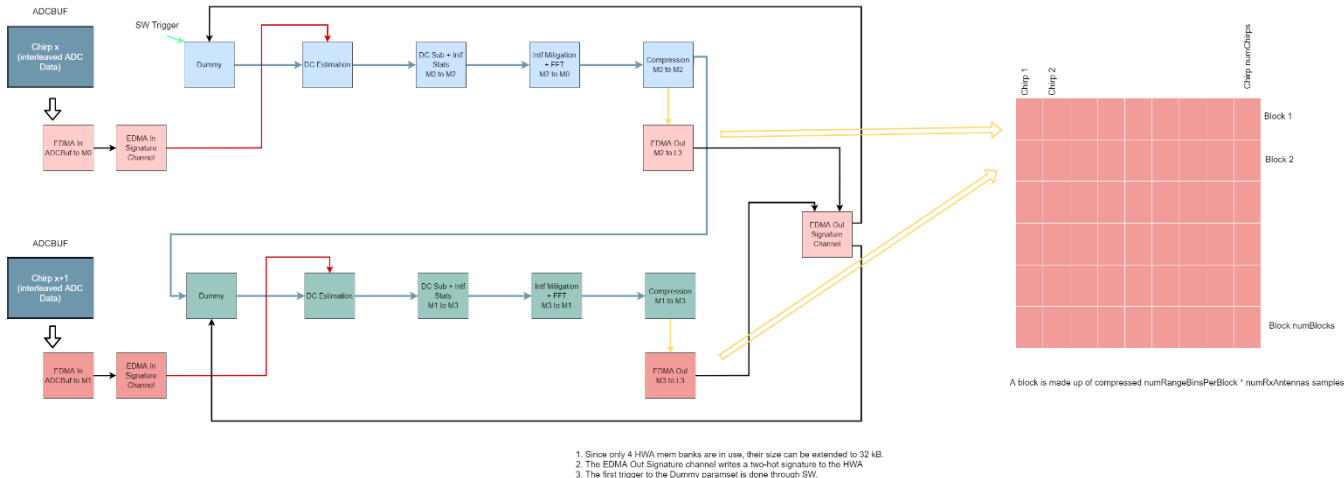 ADCBUF
Chirp x
(interleaved ADC
Data)
SW Trigger
Dummy
DC Estimation
DC Sub + Intf
Stats
M0 to M2
Intf Mitigation
+ FFT
M2 to M0
Compression
M0 to M2
EDMA In
ADCBuf to M0
EDMA In
Signature
Channel
EDMA Out
M2 to L3
EDMA Out
Signature
Channel
ADCBUF
Chirp x+1
(interleaved ADC
Data)
Dummy
DC Estimation
DC Sub + Intf
Stats
M1 to M3
Intf Mitigation
+ FFT
M3 to M1
Compression
M1 to M3
EDMA In
ADCBuf to M1
EDMA In
Signature
Channel
EDMA Out
M3 to L3
Chirp 1
Chirp 2
Chirp numChirps
Block 1
Block 2
Block numBlocks
A block is made up of compressed numRangeBinsPerBlock * numRxAntennas samples
1. Since only 4 HWA mem banks are in use, their size can be extended to 32 kB.
2. The EDMA Out Signature channel writes a two-hot signature to the HWA
3. The first trigger to the Dummy paramset is done through SW.